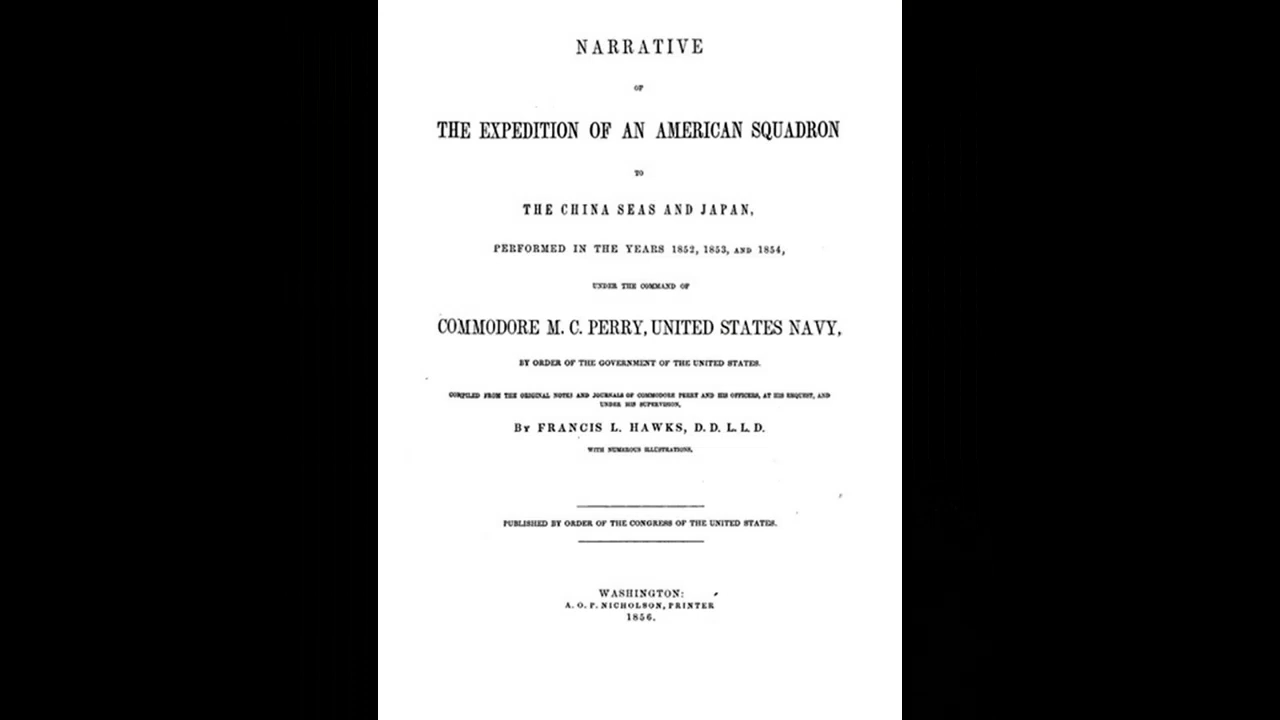 NARRATIVE
OF
THE EXPEDITION OF AN AMERICAN SQUADRON
TO
THE CHINA SEAS AND JAPAN,
PERFORMED IN THE YEARS 1852, 1853, AND 1854,
UNDER THE COMMAND OF
COMMODORE M. C. PERRY, UNITED STATES NAVY,
BY ORDER OF THE GOVERNMENT OF THE UNITED STATES.
COMPILED FROM THE ORIGINAL NOTES AND JOURNALS OF COMMODORE PERRY AND HIS OFFICERS, AT HIS REQUEST, AND
UNDER HIS SUPERVISION,
BY FRANCIS L. HAWKS, D. D. L. L. D.
WITH NUMEROUS ILLUSTRATIONS.
PUBLISHED BY ORDER OF THE CONGRESS OF THE UNITED STATES.
WASHINGTON:
A. O. P. NICHOLSON, PRINTER
1856.